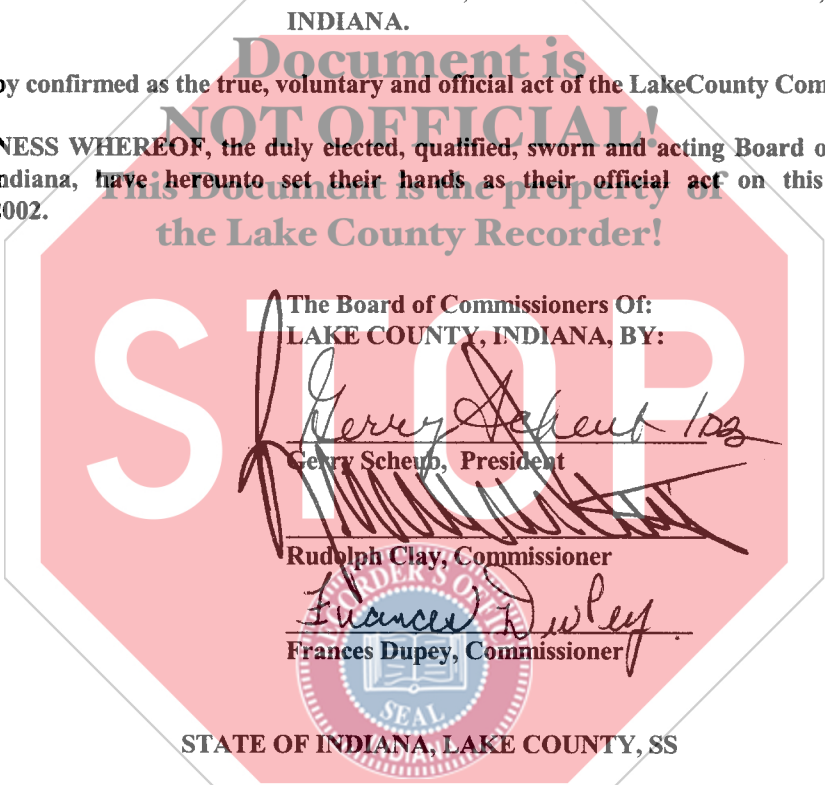 INDIANA.
Document is
by confirmed as the true, voluntary and official act of the LakeCounty Com
NOT OFFICIAL!
NESS WHEREOF, the duly elected, qualified, sworn and acting Board o
This Document is the property of
ndiana, have hereunto set their hands as their official act on this
2002.
the Lake County Recorder!
STOP
The Board of Commissioners Of:
LAKE COUNTY, INDIANA, BY:
Gerry Scheub
Gerry Scheub, President
Rudolph Clay, Commissioner
Frances Dupey
Frances Dupey, Commissioner
RECORDER'S OFFICE
SEAL
INDIANA
STATE OF INDIANA, LAKE COUNTY, SS